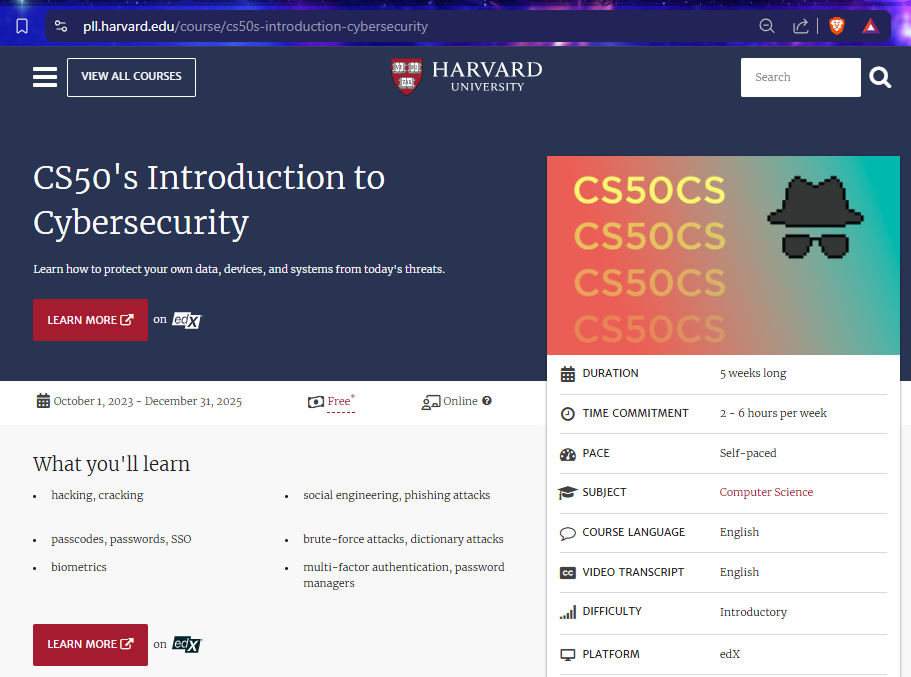 pll.harvard.edu/course/cs50s-introduction-cybersecurity
VIEW ALL COURSES
HARVARD
UNIVERSITY
Search
CS50's Introduction to
Cybersecurity
Learn how to protect your own data, devices, and systems from today's threats.
LEARN MORE on edX
CS50CS
CS50CS
CS50CS
CS50CS
October 1, 2023 - December 31, 2025
Free*
Online ?
What you'll learn
• hacking, cracking
• social engineering, phishing attacks
• passcodes, passwords, SSO
• brute-force attacks, dictionary attacks
• biometrics
• multi-factor authentication, password
managers
LEARN MORE on edX
DURATION 5 weeks long
TIME COMMITMENT 2 - 6 hours per week
PACE Self-paced
SUBJECT Computer Science
COURSE LANGUAGE English
CC VIDEO TRANSCRIPT English
DIFFICULTY Introductory
PLATFORM edX